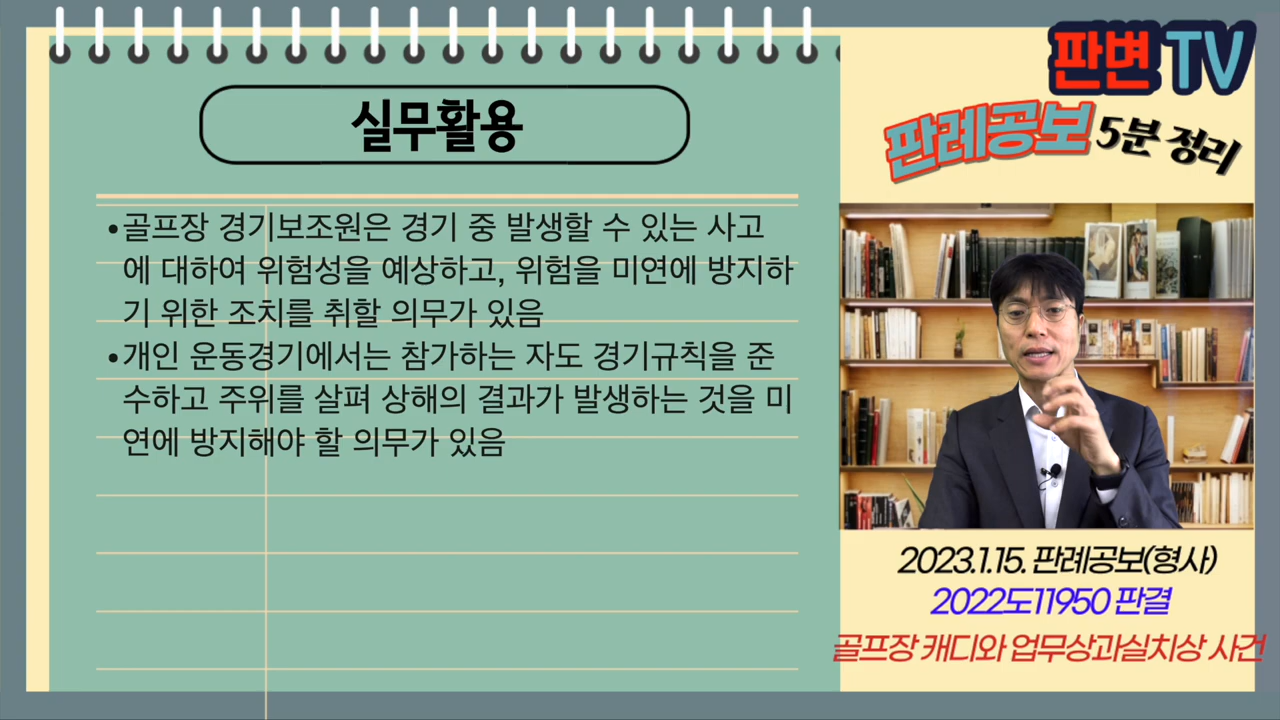 실무활용
•골프장 경기보조원은 경기 중 발생할 수 있는 사고
에 대하여 위험성을 예상하고, 위험을 미연에 방지하
기 위한 조치를 취할 의무가 있음
•개인 운동경기에서는 참가하는 자도 경기규칙을 준
수하고 주위를 살펴 상해의 결과가 발생하는 것을 미
연에 방지해야 할 의무가 있음
판변 TV
판례공보 5분 정리
2023.1.15. 판례공보(형사)
2022도11950 판결
골프장 캐디와 업무상과실치상 사건